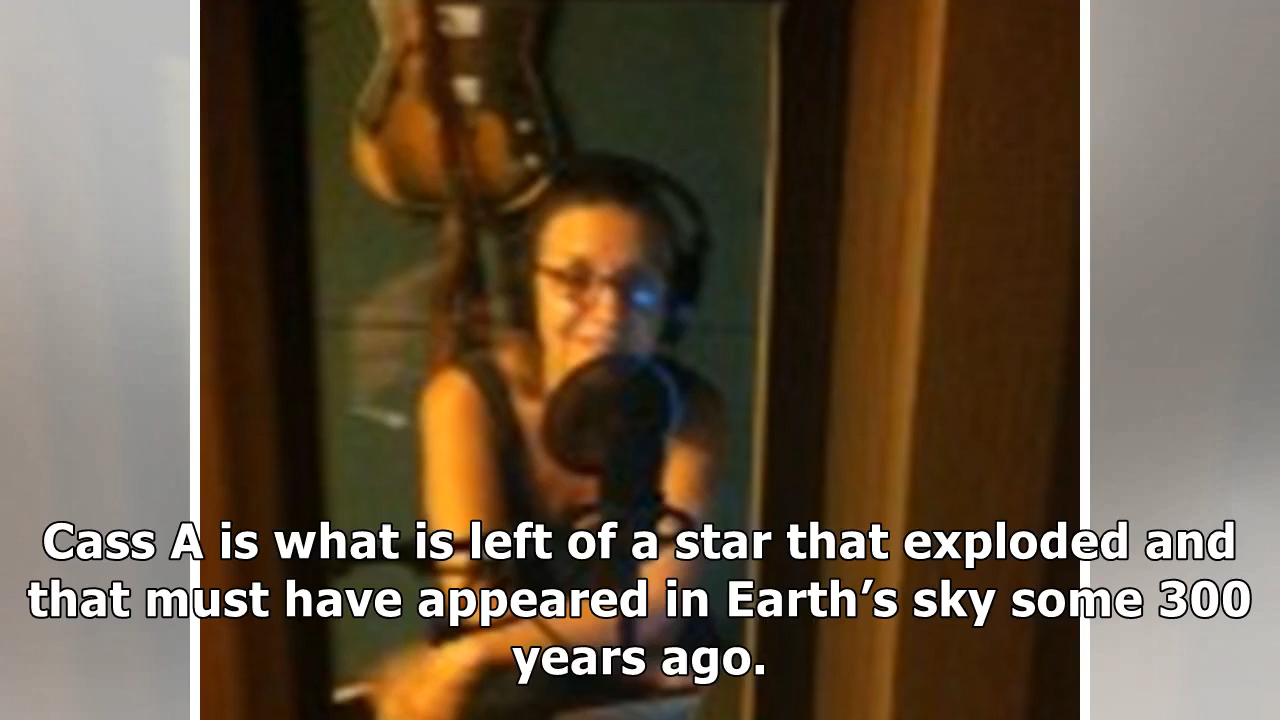 Cass A is what is left of a star that exploded and
that must have appeared in Earth’s sky some 300
years ago.